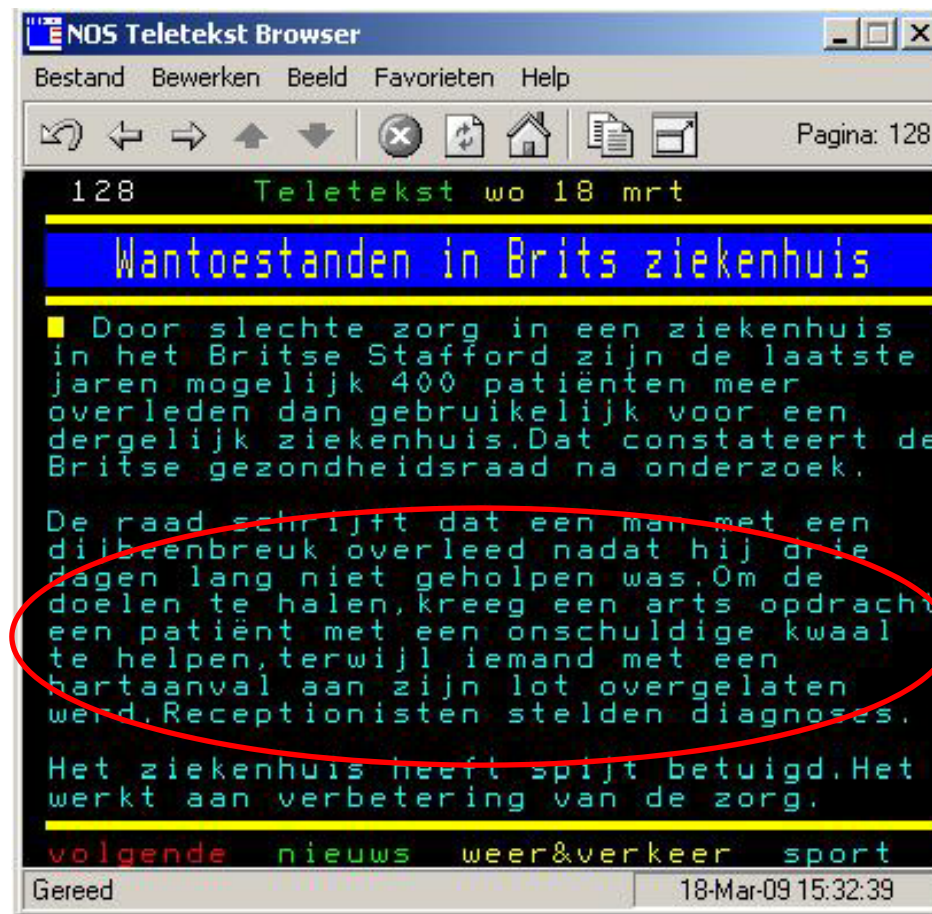 NOS Teletekst Browser
Bestand Bewerken Beeld Favorieten Help
Pagina: 128
128 Teletekst wo 18 mrt
Wantoestanden in Brits ziekenhuis
Door slechte zorg in een ziekenhuis
in het Britse Stafford zijn de laatste
jaren mogelijk 400 patiënten meer
overleden dan gebruikelijk voor een
dergelijk ziekenhuis.Dat constateert de
Britse gezondheidsraad na onderzoek.
De raad schrijft dat een man met een
dijbeenbreuk overleed nadat hij drie
dagen lang niet geholpen was.Om de
doelen te halen,kreeg een arts opdracht
een patiënt met een onschuldige kwaal
te helpen,terwijl iemand met een
hartaanval aan zijn lot overgelaten
werd.Receptionisten stelden diagnoses.
Het ziekenhuis heeft spijt betuigd.Het
werkt aan verbetering van de zorg.
volgende nieuws weer&verkeer sport
Gereed 18-Mar-09 15:32:39